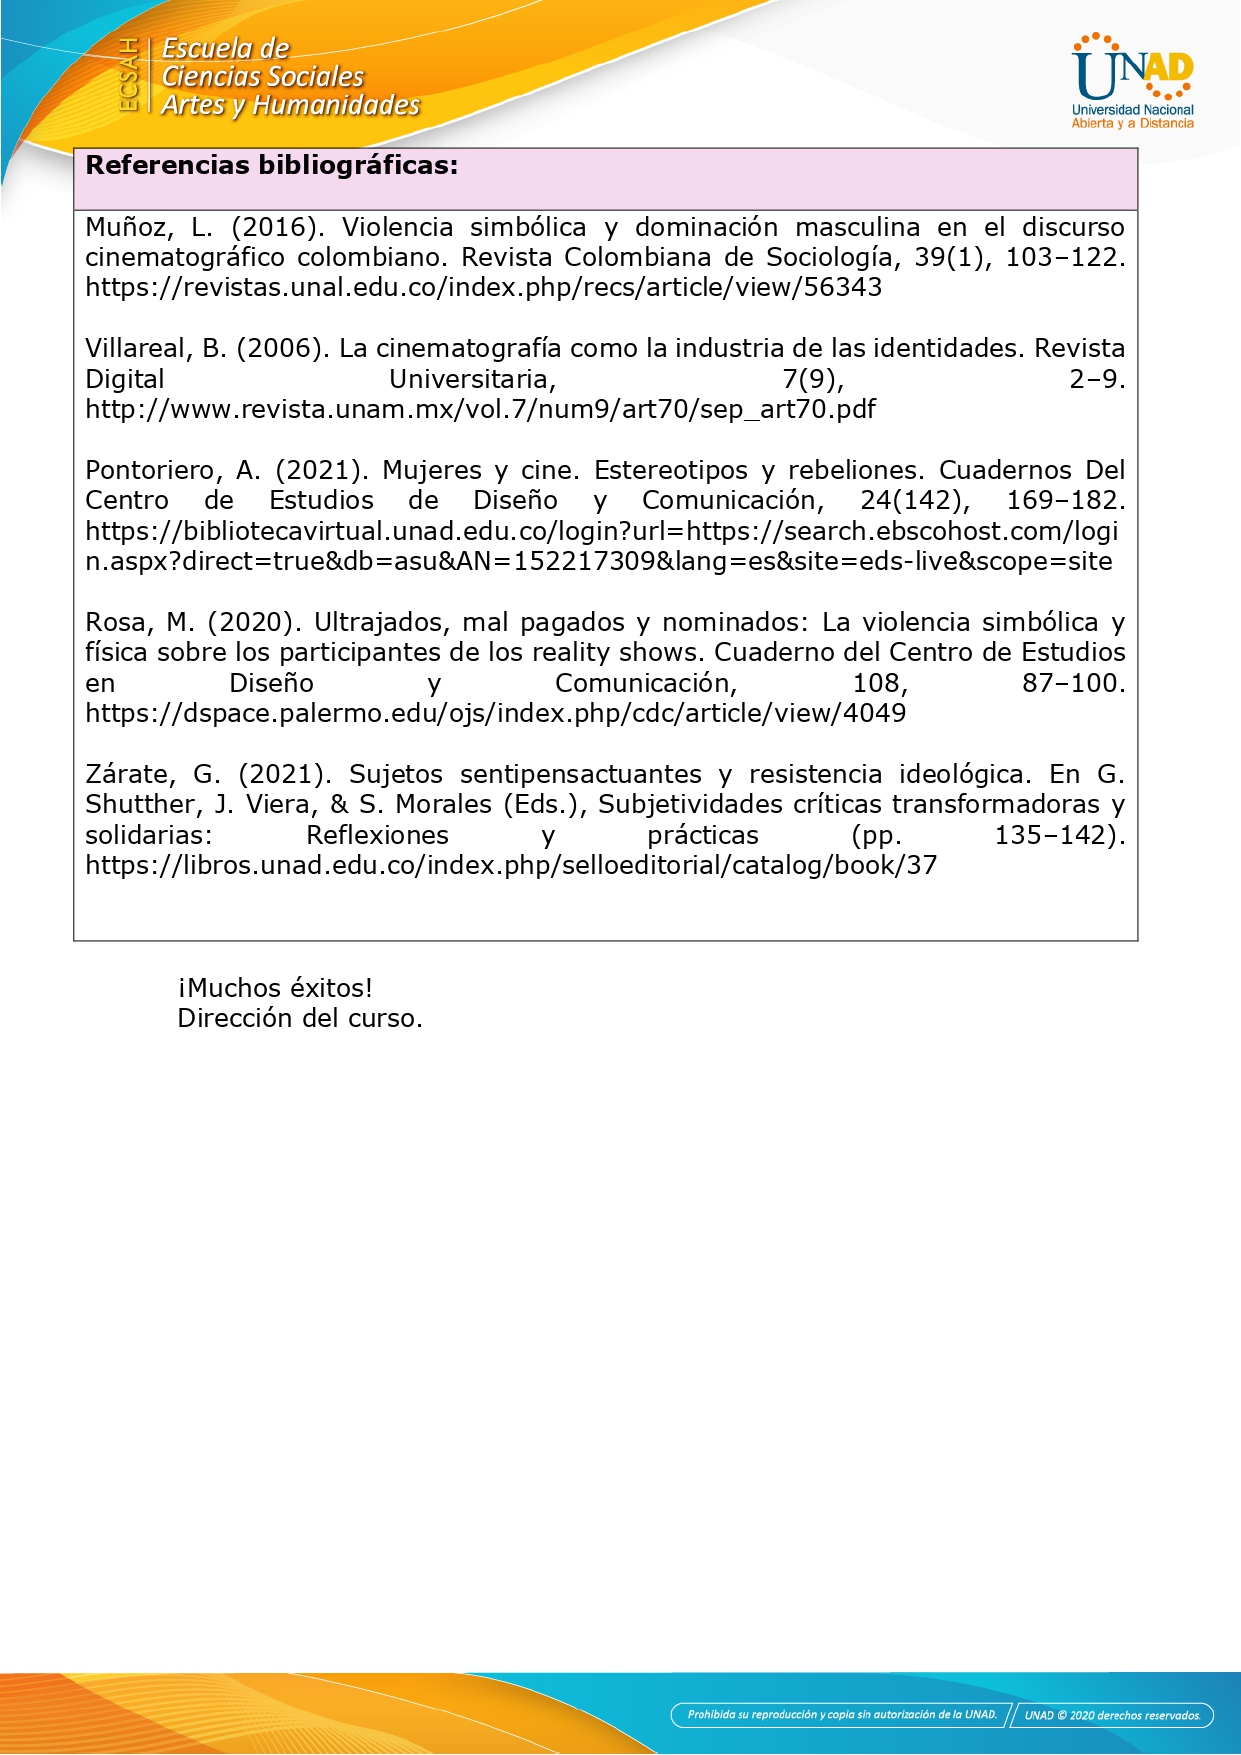 ECSAH
Escuela de
Ciencias Sociales
Artes y Humanidades
UNAD
Universidad Nacional
Abierta y a Distancia
Referencias bibliográficas:
Muñoz, L. (2016). Violencia simbólica y dominación masculina en el discurso
cinematográfico colombiano. Revista Colombiana de Sociología, 39(1), 103–122.
https://revistas.unal.edu.co/index.php/recs/article/view/56343
Villareal, B. (2006). La cinematografía como la industria de las identidades. Revista
Digital Universitaria, 7(9), 2–9.
http://www.revista.unam.mx/vol.7/num9/art70/sep_art70.pdf
Pontoriero, A. (2021). Mujeres y cine. Estereotipos y rebeliones. Cuadernos Del
Centro de Estudios de Diseño y Comunicación, 24(142), 169–182.
https://bibliotecavirtual.unad.edu.co/login?url=https://search.ebscohost.com/logi
n.aspx?direct=true&db=asu&AN=152217309&lang=es&site=eds-live&scope=site
Rosa, M. (2020). Ultrajados, mal pagados y nominados: La violencia simbólica y
física sobre los participantes de los reality shows. Cuaderno del Centro de Estudios
en Diseño y Comunicación, 108, 87–100.
https://dspace.palermo.edu/ojs/index.php/cdc/article/view/4049
Zárate, G. (2021). Sujetos sentipensactuantes y resistencia ideológica. En G.
Shutther, J. Viera, & S. Morales (Eds.), Subjetividades críticas transformadoras y
solidarias: Reflexiones y prácticas (pp. 135–142).
https://libros.unad.edu.co/index.php/selloeditorial/catalog/book/37
¡Muchos éxitos!
Dirección del curso.
Prohibida su reproducción y copia sin autorización de la UNAD. // UNAD © 2020 derechos reservados.